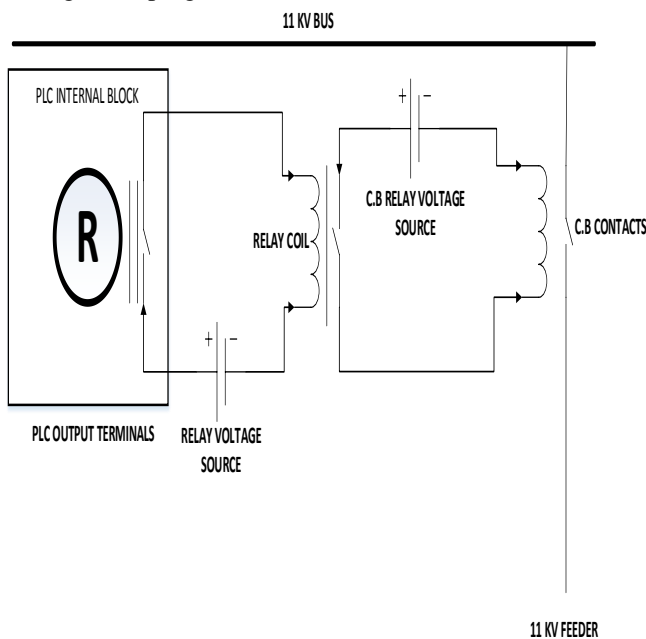 11 KV BUS
PLC INTERNAL BLOCK
R
+ −
C.B RELAY VOLTAGE
SOURCE
RELAY COIL
C.B CONTACTS
+ −
PLC OUTPUT TERMINALS
RELAY VOLTAGE
SOURCE
11 KV FEEDER